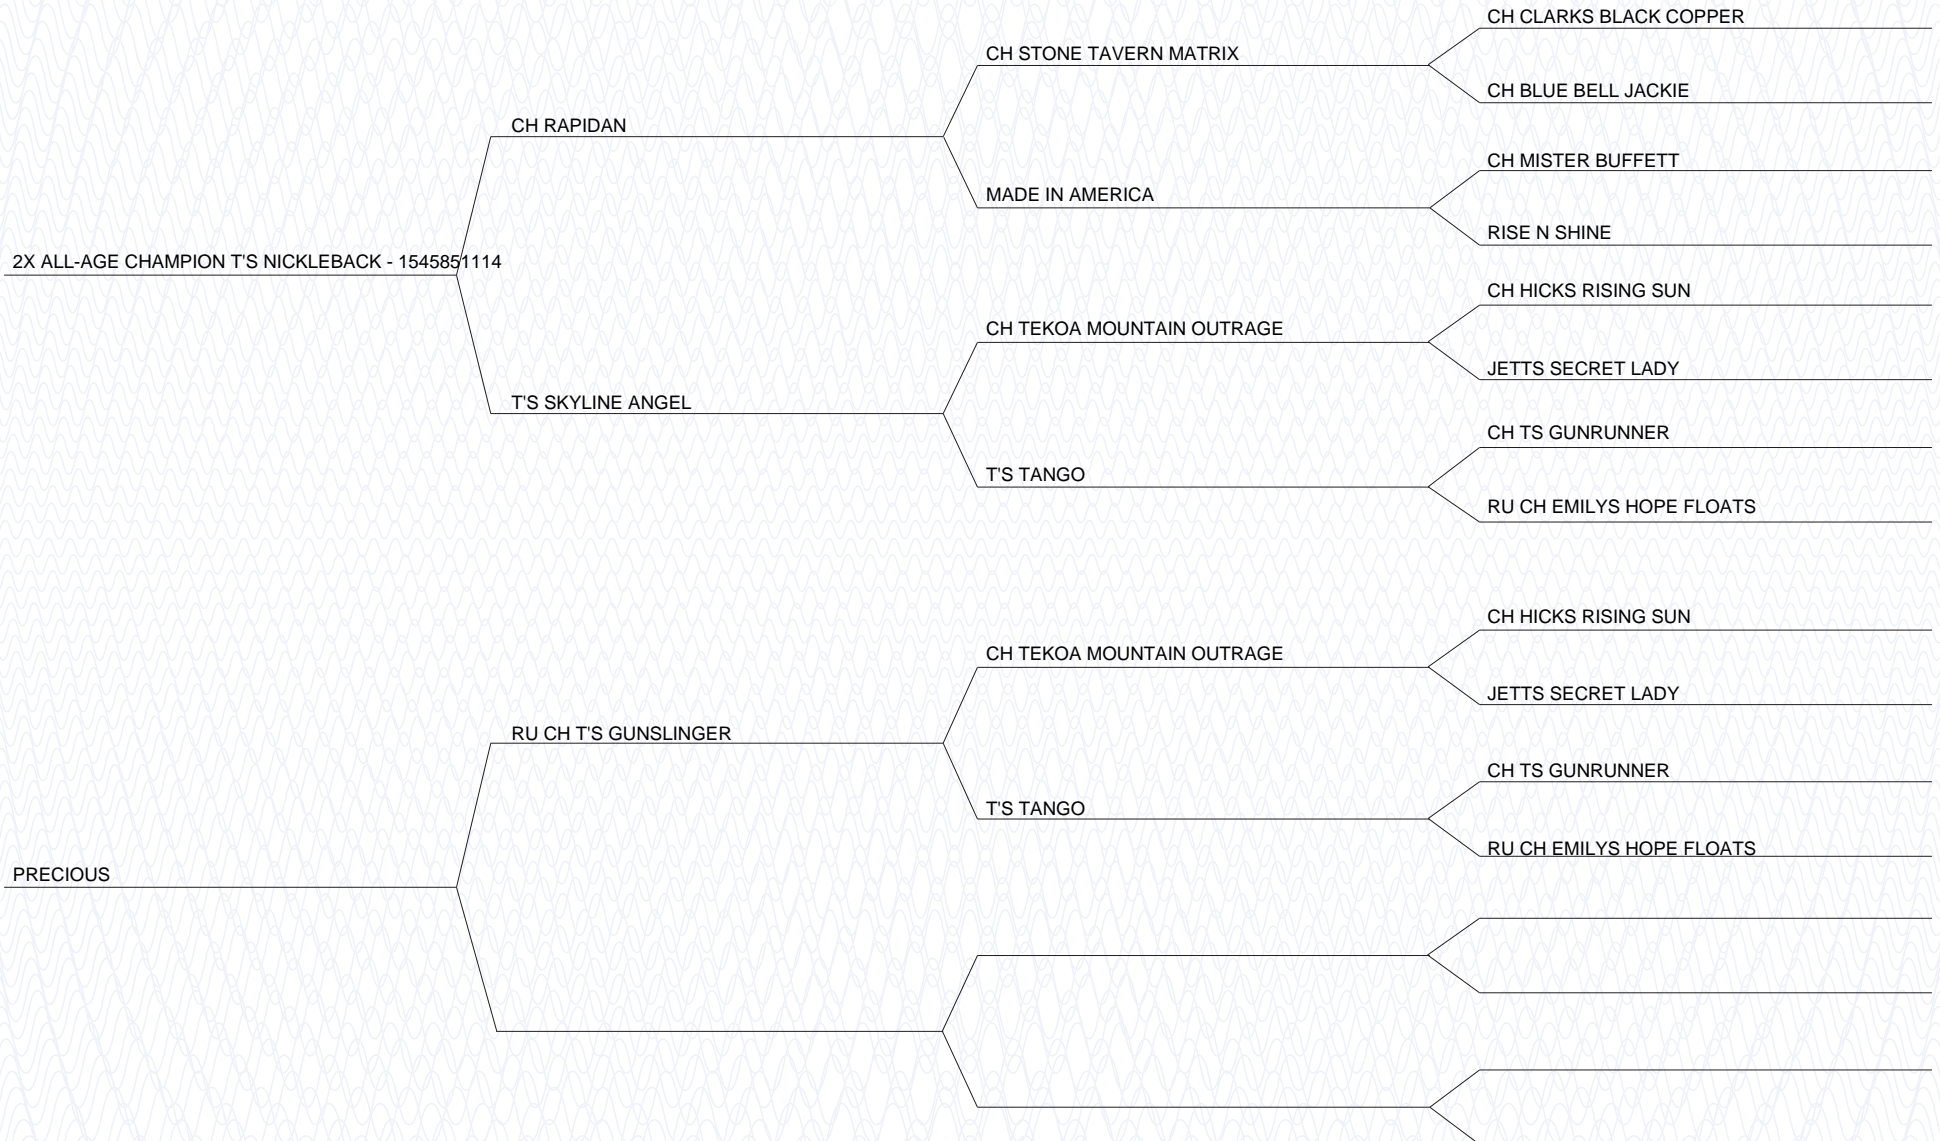 CH CLARKS BLACK COPPER
CH STONE TAVERN MATRIX
CH BLUE BELL JACKIE
CH RAPIDAN
CH MISTER BUFFETT
MADE IN AMERICA
RISE N SHINE
2X ALL-AGE CHAMPION T'S NICKLEBACK - 1545851114
CH HICKS RISING SUN
CH TEKOA MOUNTAIN OUTRAGE
JETTS SECRET LADY
T'S SKYLINE ANGEL
CH TS GUNRUNNER
T'S TANGO
RU CH EMILYS HOPE FLOATS
CH HICKS RISING SUN
CH TEKOA MOUNTAIN OUTRAGE
JETTS SECRET LADY
RU CH T'S GUNSLINGER
CH TS GUNRUNNER
T'S TANGO
RU CH EMILYS HOPE FLOATS
PRECIOUS